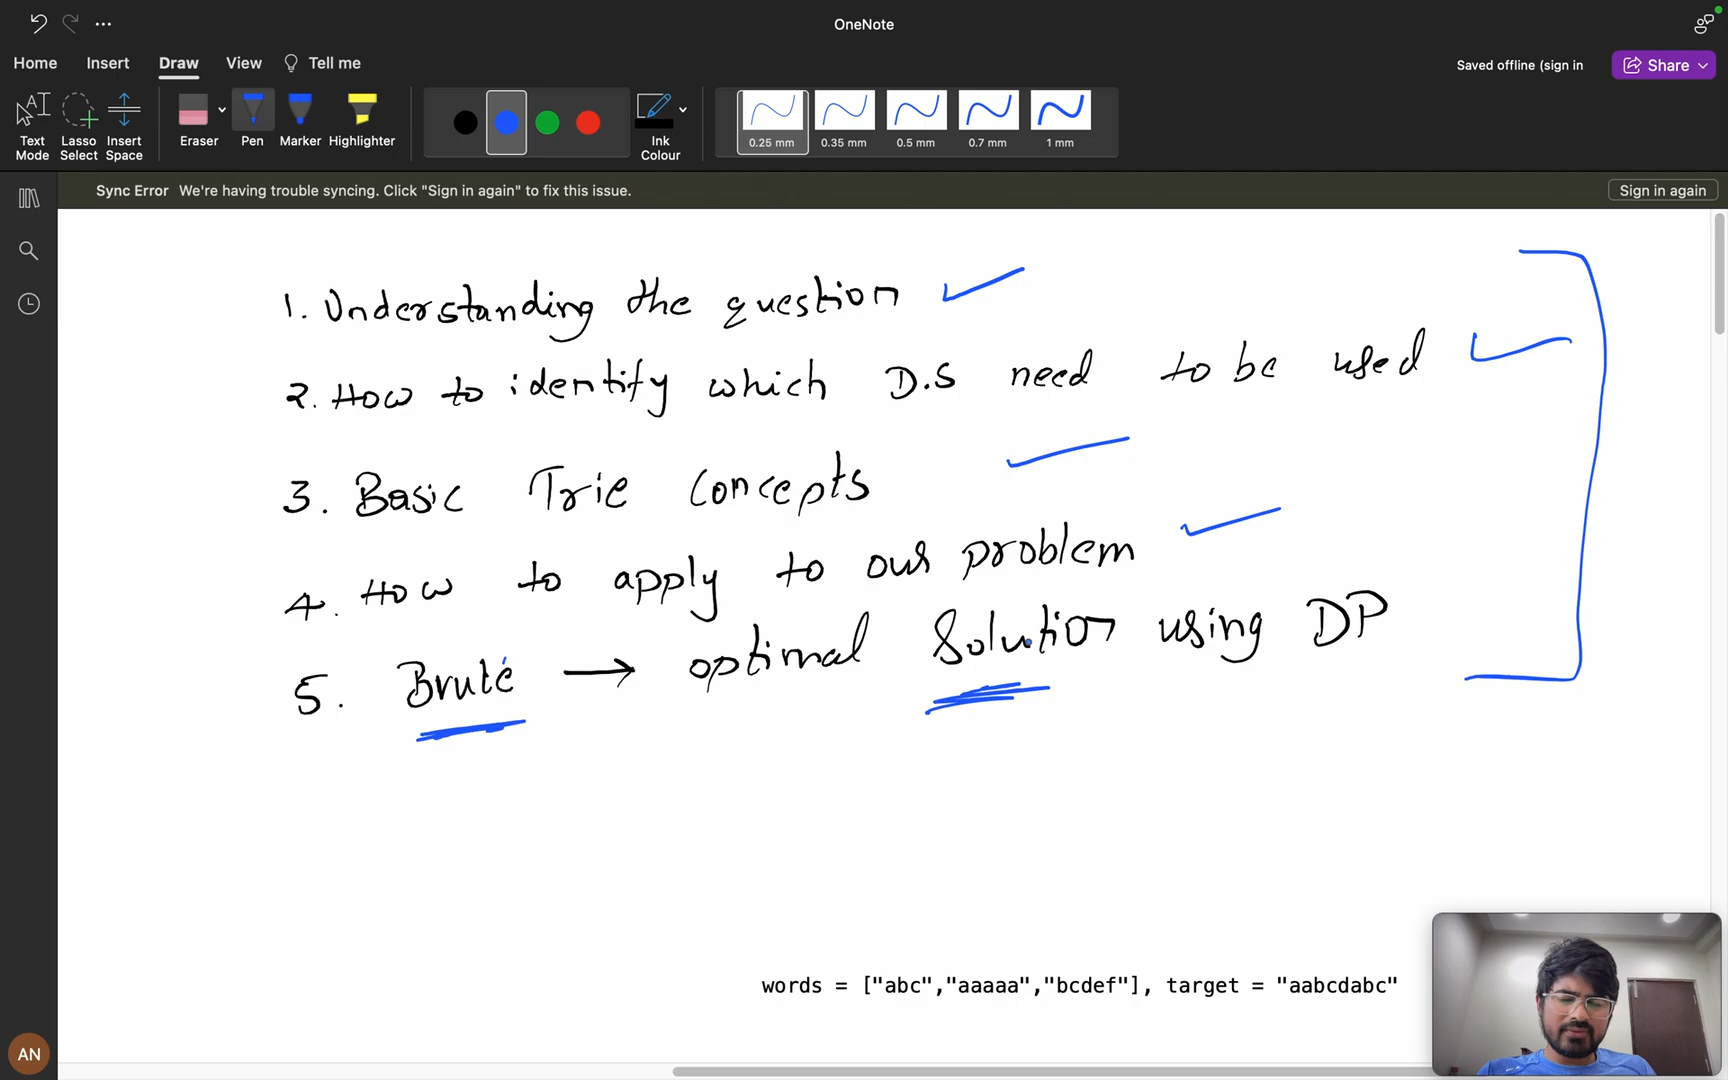 OneNote
Home Insert Draw View Tell me
Saved offline (sign in
Share
Text Mode
Lasso Select
Insert Space
Eraser
Pen
Marker
Highlighter
Ink Colour
0.25 mm
0.35 mm
0.5 mm
0.7 mm
1 mm
Sync Error We're having trouble syncing. Click "Sign in again" to fix this issue.
Sign in again
1. Understanding the question
2. How to identify which D.S need to be used
3. Basic Trie Concepts
4. How to apply to our problem
5. Brute → optimal Solution using DP
words = ["abc","aaaaa","bcdef"], target = "aabcdabc"
AN